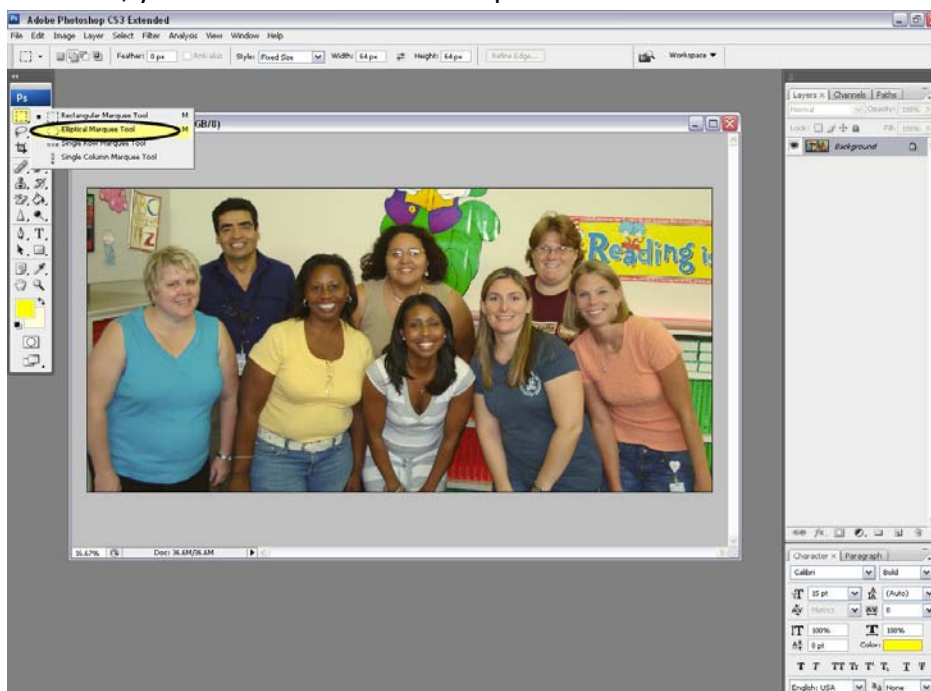 Adobe Photoshop CS3 Extended
File Edit Image Layer Select Filter Analysis View Window Help
Feather: 0 px Anti-alias Style: Fixed Size Width: 64 px Height: 64 px Refine Edge... Workspace
Ps
Rectangular Marquee Tool M
Elliptical Marquee Tool M
Single Row Marquee Tool
Single Column Marquee Tool
GB/8)
Layers x Channels Paths
Normal Opacity: 100%
Lock: Fill: 100%
Background
Reading is
16.67% Doc: 36.6M/36.6M
Character x Paragraph
Calibri Bold
15 pt (Auto)
Metrics 0
100% 100%
0 pt Color:
T T TT Tr T' T, T T
English: USA aa None